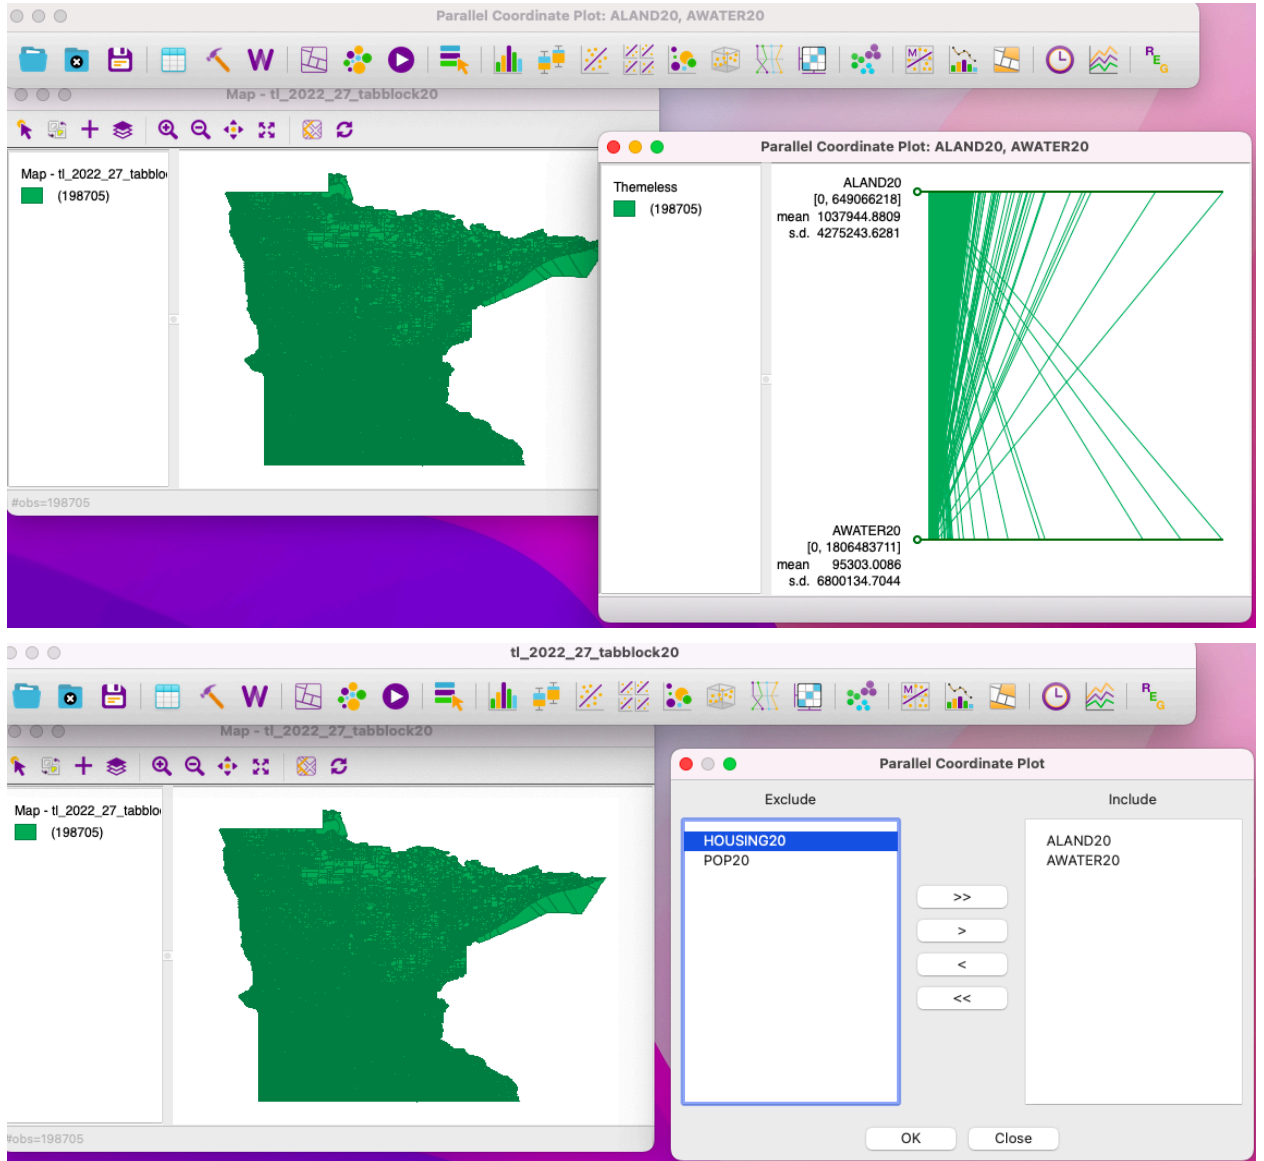 Parallel Coordinate Plot: ALAND20, AWATER20
W
M
R
E
G
Map - tl_2022_27_tabblock20
Map - tl_2022_27_tabblo
(198705)
#obs=198705
Parallel Coordinate Plot: ALAND20, AWATER20
Themeless
(198705)
ALAND20
[0, 649066218]
mean 1037944.8809
s.d. 4275243.6281
AWATER20
[0, 1806483711]
mean 95303.0086
s.d. 6800134.7044
tl_2022_27_tabblock20
W
M
R
E
G
Map - tl_2022_27_tabblock20
Map - tl_2022_27_tabblo
(198705)
#obs=198705
Parallel Coordinate Plot
Exclude
Include
HOUSING20
POP20
ALAND20
AWATER20
>>
>
<
<<
OK
Close